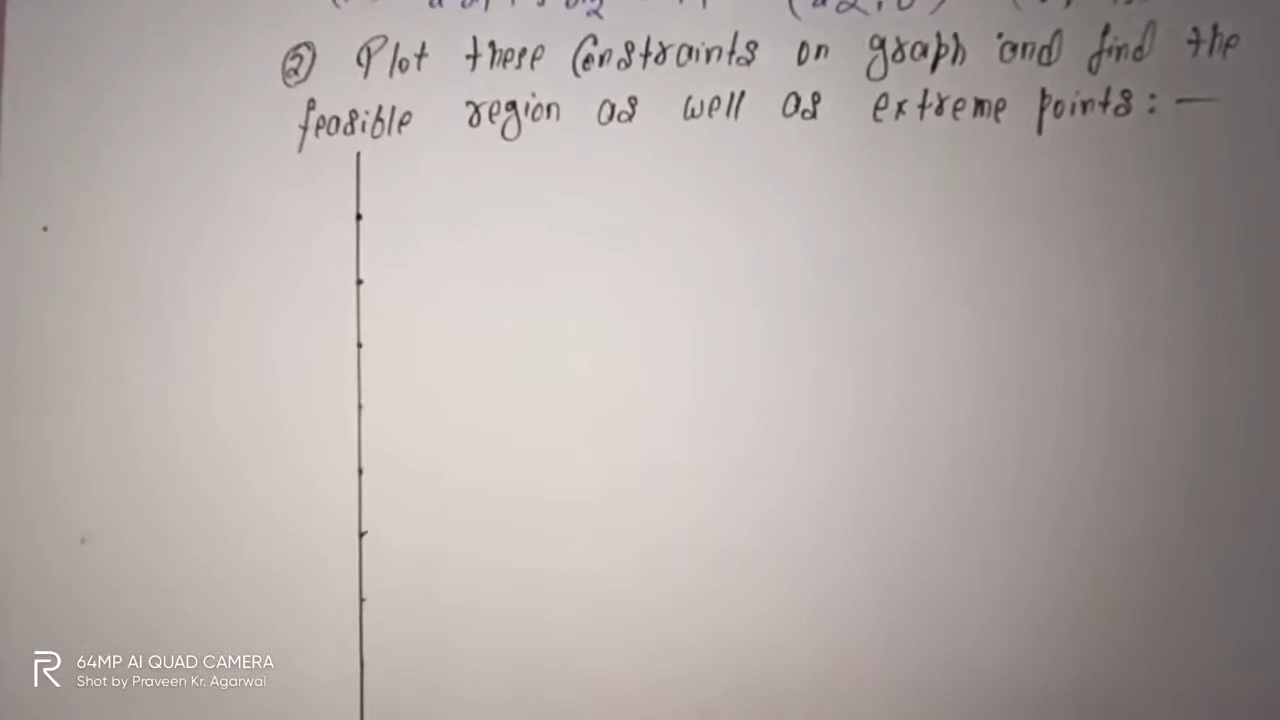 ② Plot these Constraints on graph and find the
feasible region as well as extreme points: —
64MP AI QUAD CAMERA
Shot by Praveen Kr. Agarwal